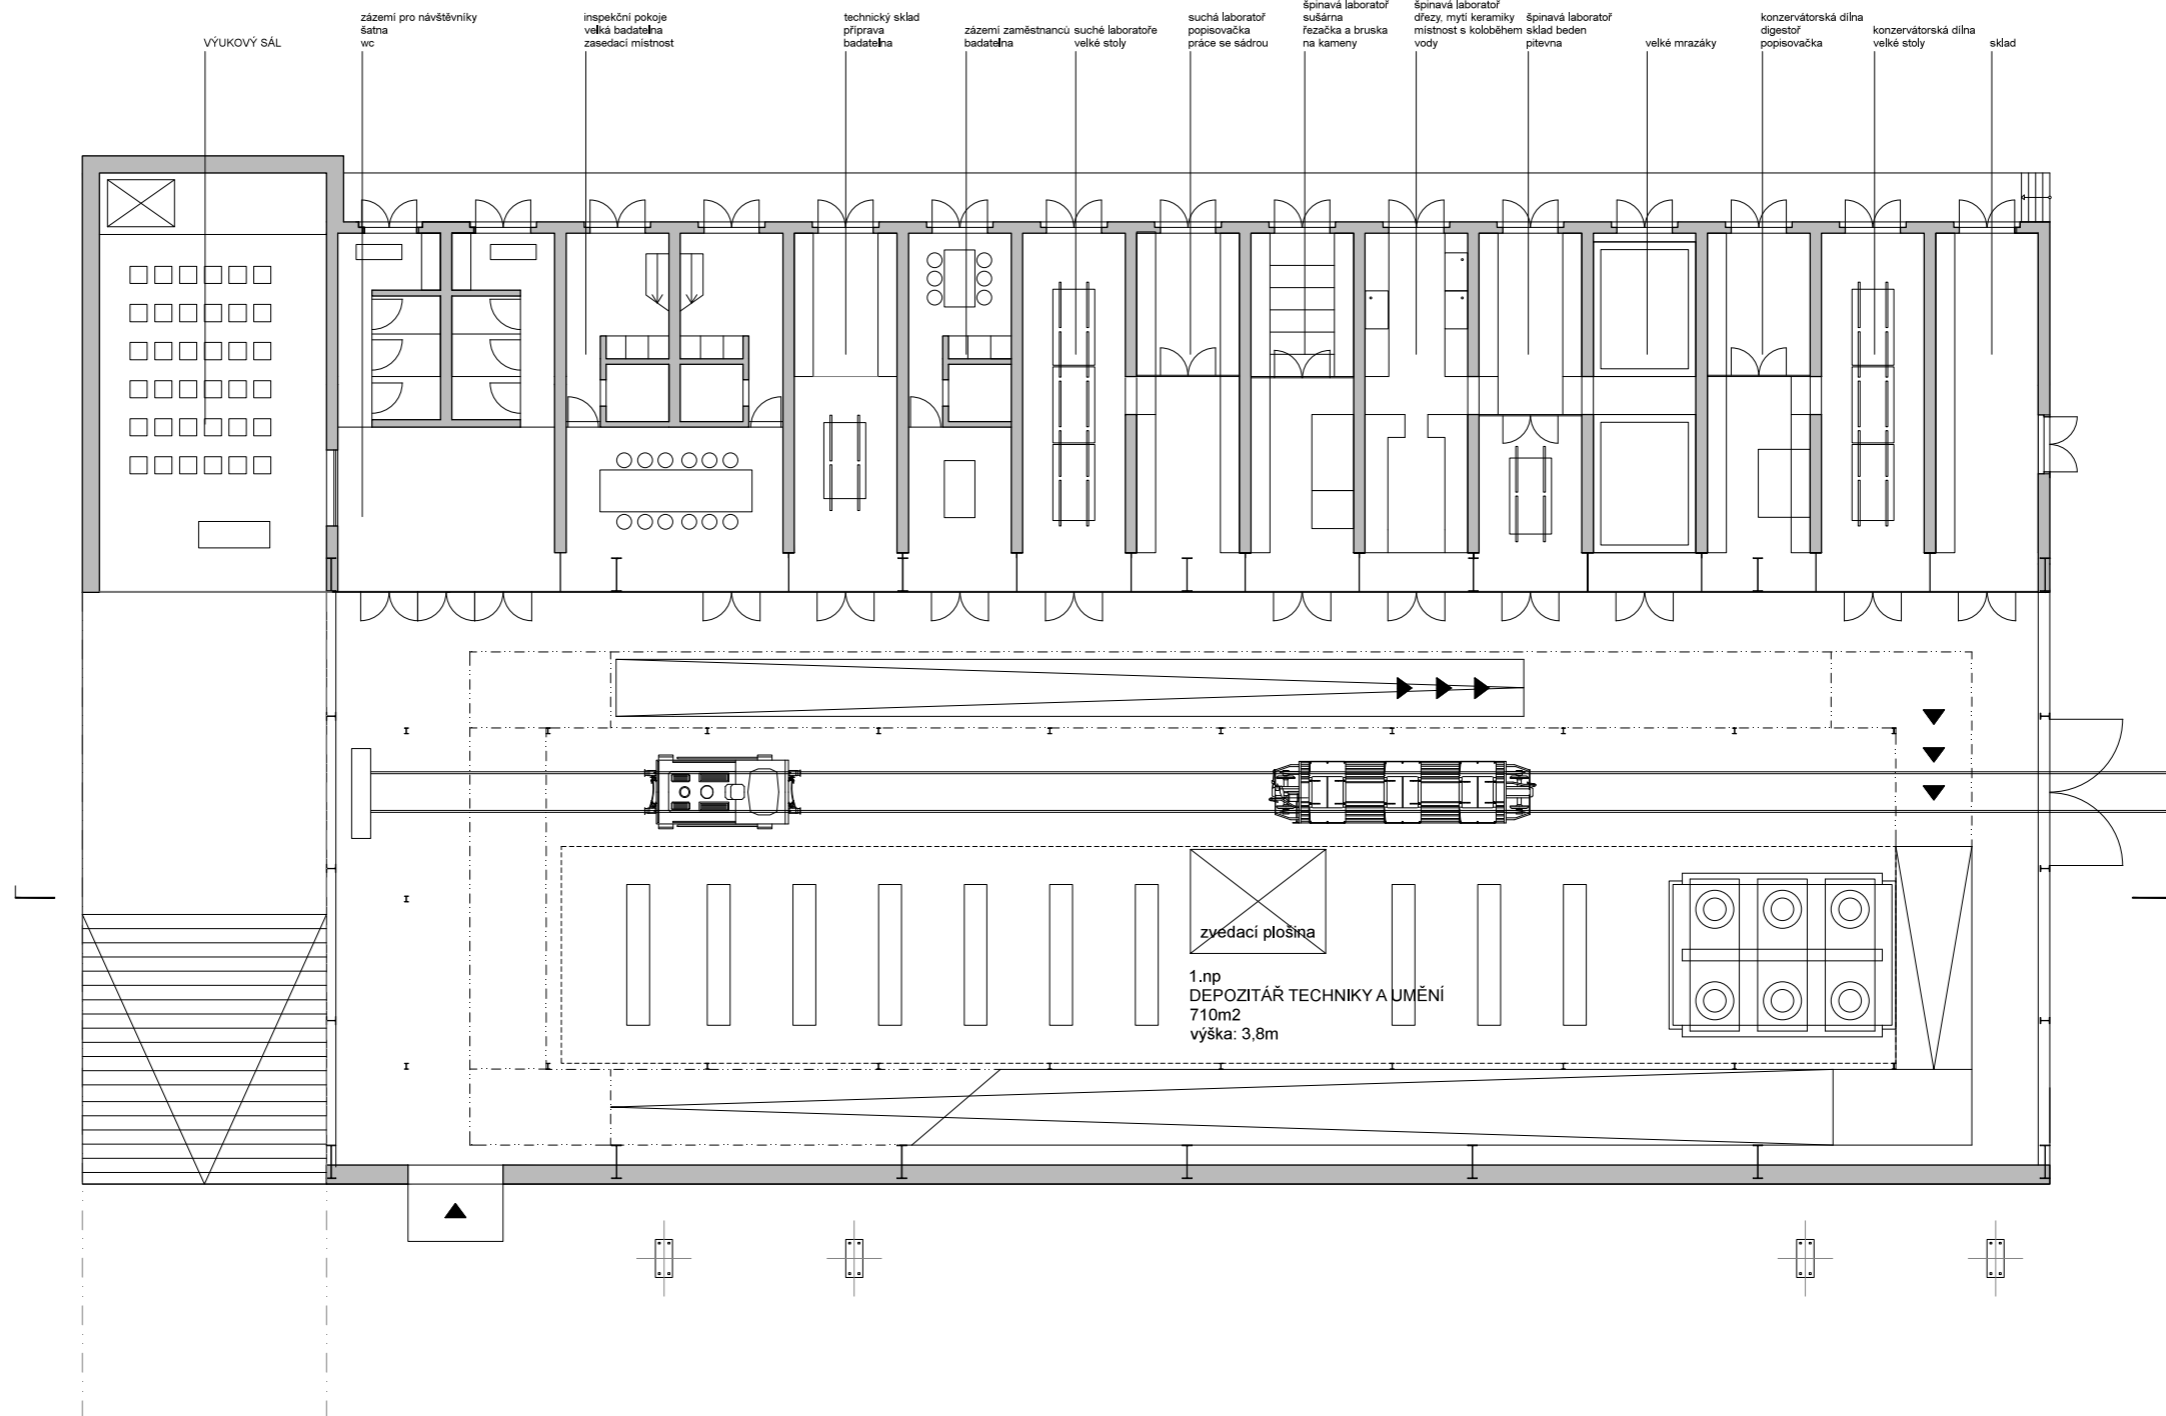 VÝUKOVÝ SÁL
zázemí pro návštěvníky
šatna
wc
inspekční pokoje
velká badatelna
zasedací místnost
technický sklad
příprava
badatelna
zázemí zaměstnanců
badatelna
suché laboratoře
velké stoly
suchá laboratoř
popisovačka
práce se sádrou
špinavá laboratoř
sušárna
řezačka a bruska
na kameny
špinavá laboratoř
dřezy, mytí keramiky
místnost s koloběhem
vody
špinavá laboratoř
sklad beden
pitevna
velké mrazáky
konzervátorská dílna
digestoř
popisovačka
konzervátorská dílna
velké stoly
sklad
zvedací plošina
1.np
DEPOZITÁŘ TECHNIKY A UMĚNÍ
710m2
výška: 3,8m